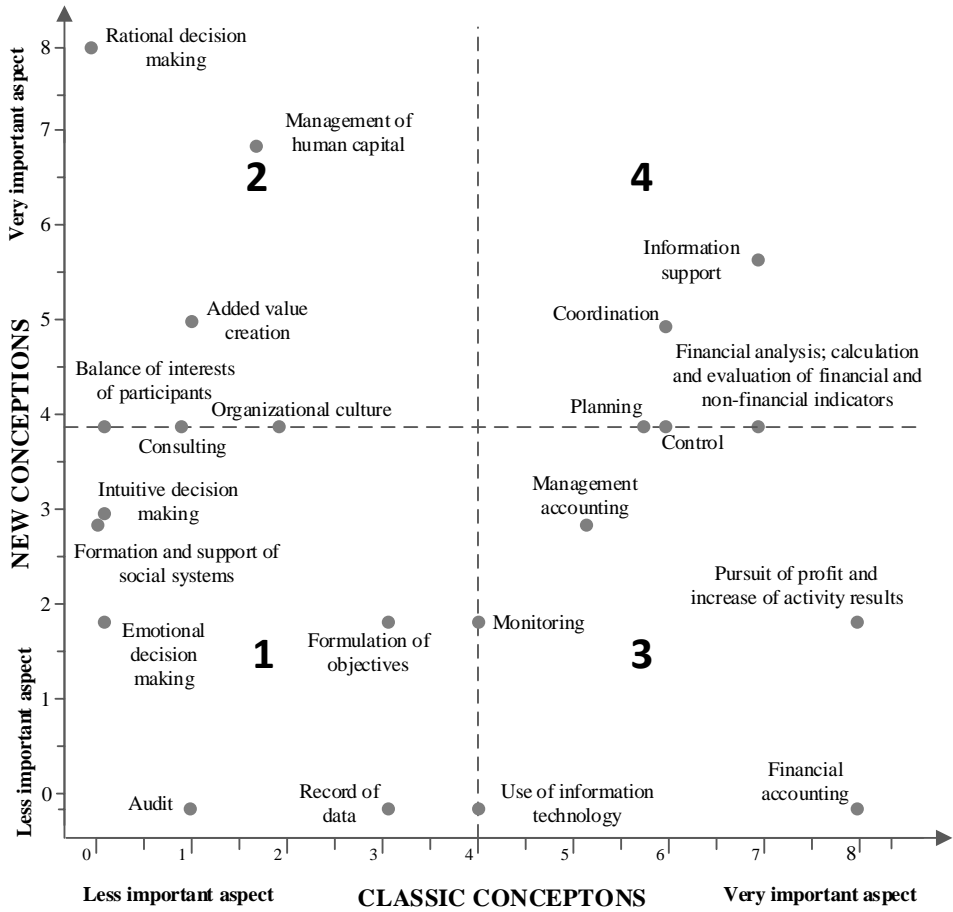 Very important aspect
NEW CONCEPTIONS
Less important aspect
8
7
6
5
4
3
2
1
0
Rational decision
making
Management of
human capital
2
4
Information
support
Added value
creation
Coordination
Balance of interests
of participants
Financial analysis; calculation
and evaluation of financial and
non-financial indicators
Organizational culture
Planning
Consulting
Control
Intuitive decision
making
Management
accounting
Formation and support of
social systems
Pursuit of profit and
increase of activity results
Emotional
decision
making
1
Formulation of
objectives
Monitoring
3
Audit
Record of
data
Use of information
technology
Financial
accounting
0 1 2 3 4 5 6 7 8
Less important aspect CLASSIC CONCEPTONS Very important aspect